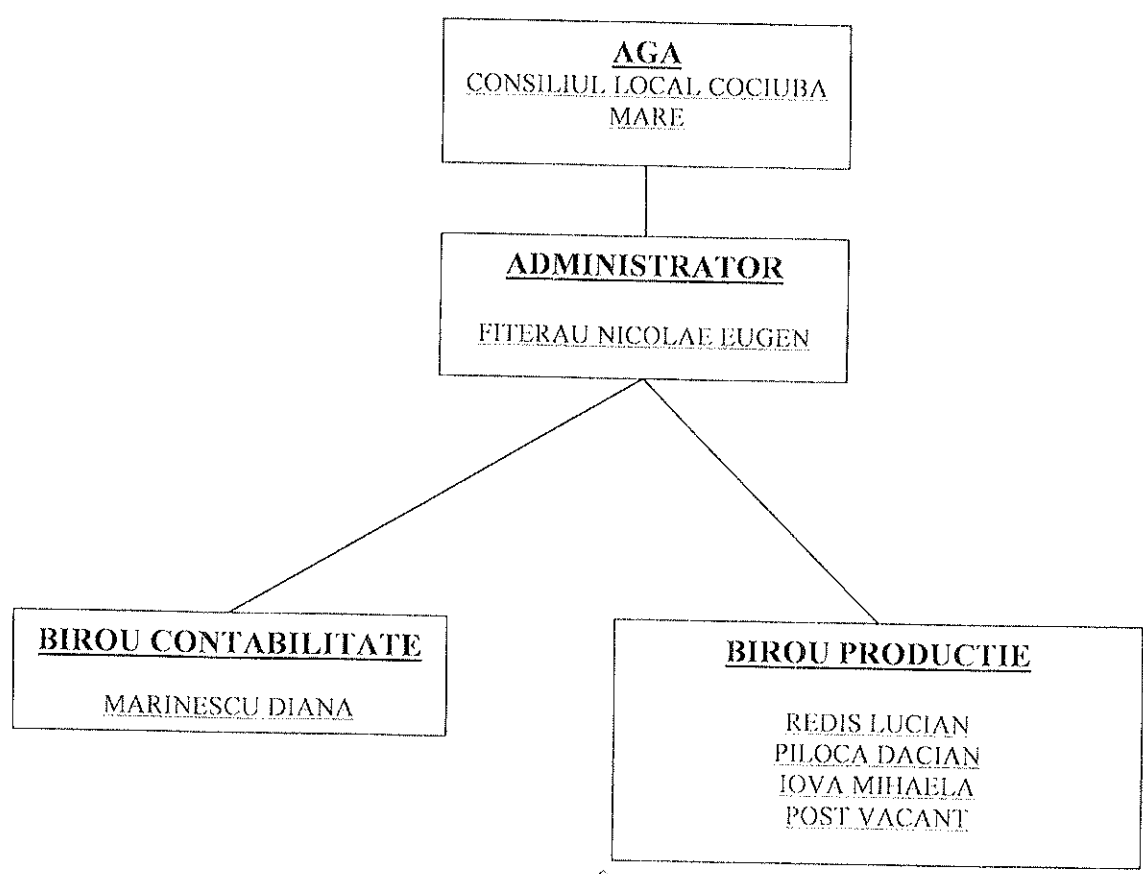 AGA
CONSILIUL LOCAL COCIUBA
MARE
ADMINISTRATOR
FITERAU NICOLAE EUGEN
BIROU CONTABILITATE
MARINESCU DIANA
BIROU PRODUCTIE
REDIS LUCIAN
PILOCA DACIAN
IOVA MIHAELA
POST VACANT